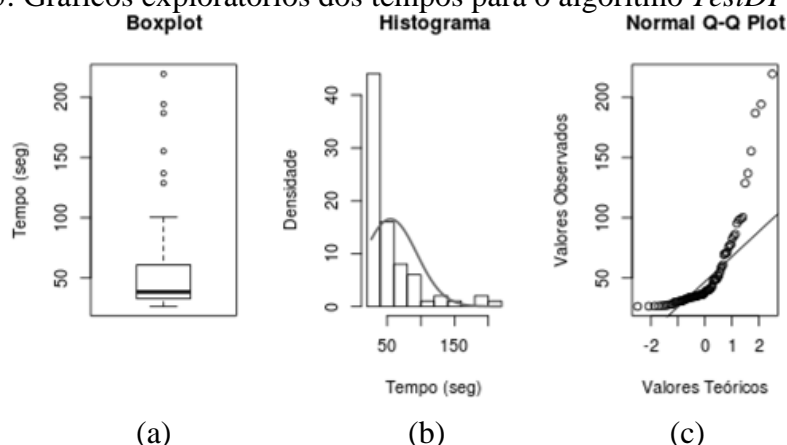 Gráficos exploratórios dos tempos para o algoritmo
Boxplot
Tempo (seg)
50
100
150
200
(a)
Histograma
Densidade
0
10
20
30
40
50
150
Tempo (seg)
(b)
Normal Q-Q Plot
Valores Observados
50
100
150
200
-2
0
1
2
Valores Teóricos
(c)